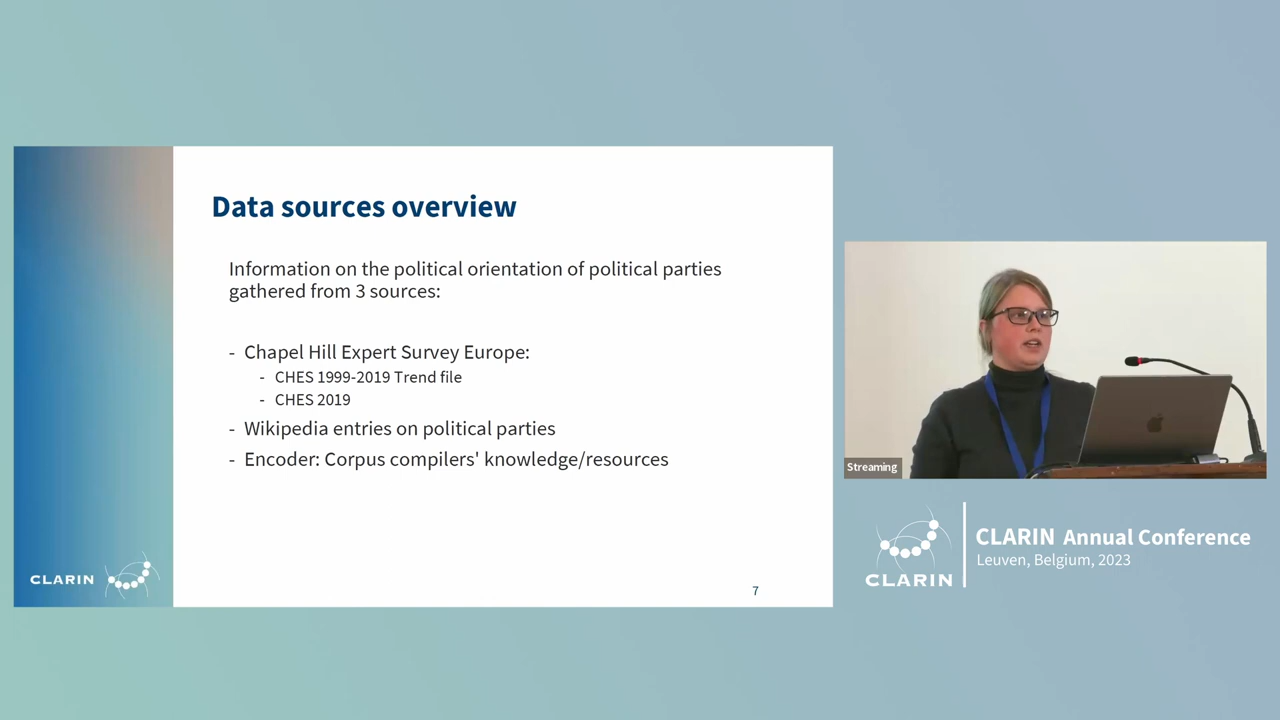 Data sources overview
Information on the political orientation of political parties
gathered from 3 sources:
- Chapel Hill Expert Survey Europe:
- CHES 1999-2019 Trend file
- CHES 2019
- Wikipedia entries on political parties
- Encoder: Corpus compilers' knowledge/resources
CLARIN
7
Streaming
CLARIN
CLARIN Annual Conference
Leuven, Belgium, 2023